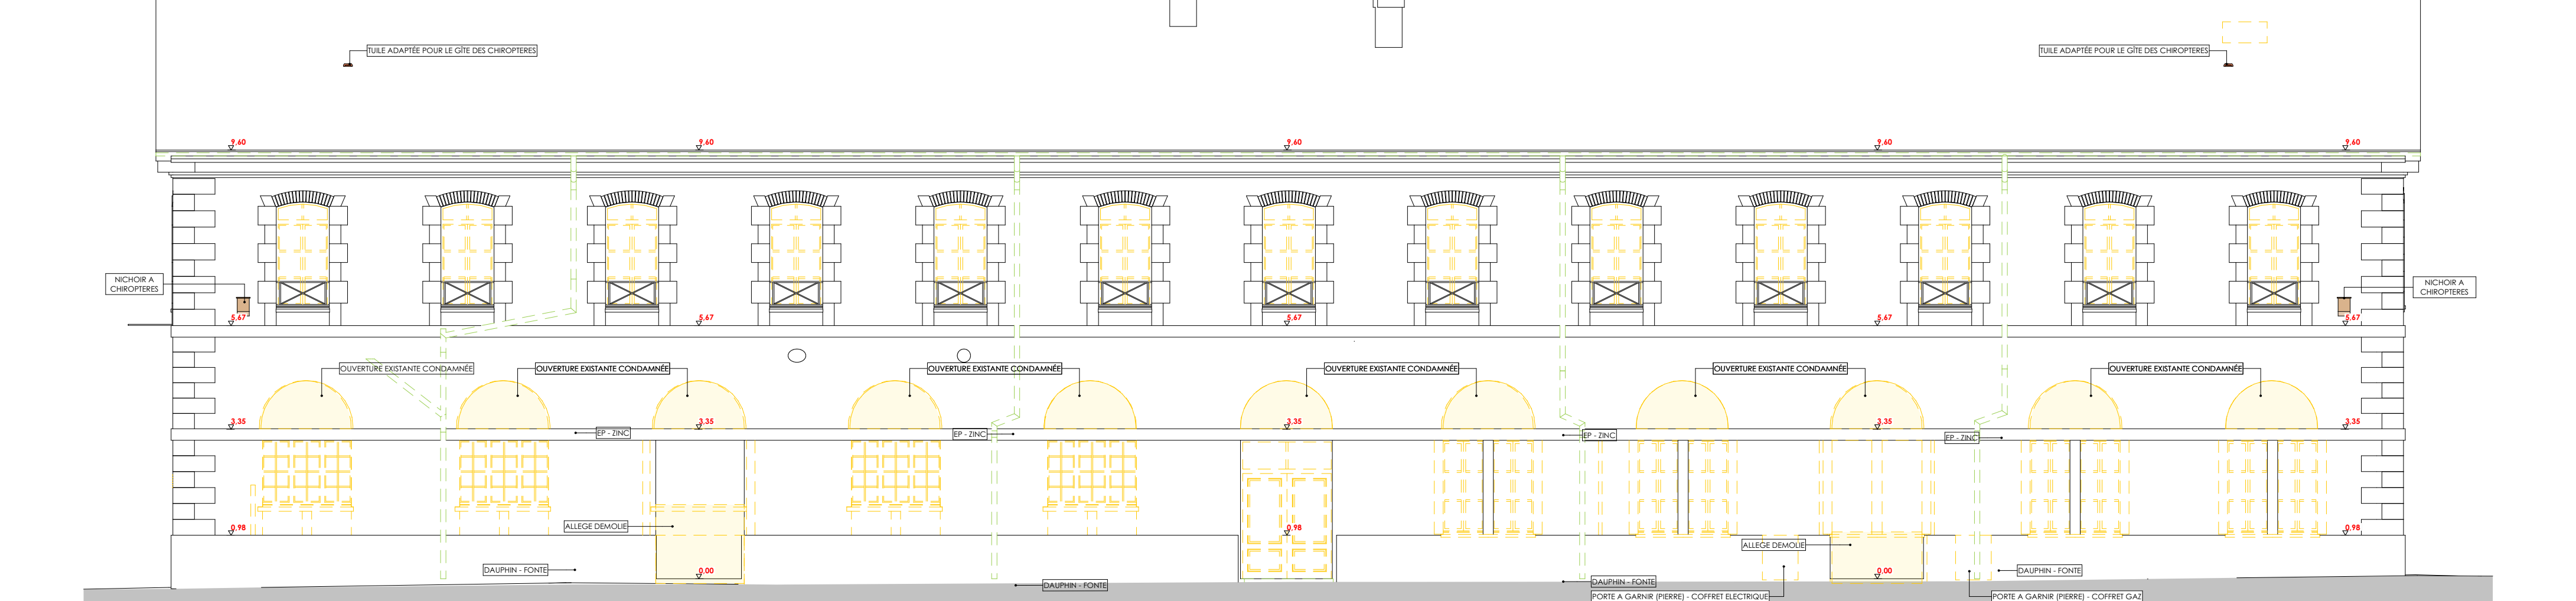 TUILE ADAPTÉE POUR LE GÎTE DES CHIROPTERES
TUILE ADAPTÉE POUR LE GÎTE DES CHIROPTERES
9.60
9.60
9.60
9.60
9.60
NICHOIR A
CHIROPTERES
NICHOIR A
CHIROPTERES
5.67
5.67
5.67
5.67
5.67
OUVERTURE EXISTANTE CONDAMNÉE
OUVERTURE EXISTANTE CONDAMNÉE
OUVERTURE EXISTANTE CONDAMNÉE
OUVERTURE EXISTANTE CONDAMNÉE
OUVERTURE EXISTANTE CONDAMNÉE
OUVERTURE EXISTANTE CONDAMNÉE
3.35
3.35
3.35
3.35
3.35
EP - ZINC
EP - ZINC
EP - ZINC
EP - ZINC
0.98
ALLEGE DEMOLIE
0.98
0.98
ALLEGE DEMOLIE
DAUPHIN - FONTE
0.00
DAUPHIN - FONTE
DAUPHIN - FONTE
0.00
DAUPHIN - FONTE
PORTE A GARNIR (PIERRE) - COFFRET ELECTRIQUE
PORTE A GARNIR (PIERRE) - COFFRET GAZ